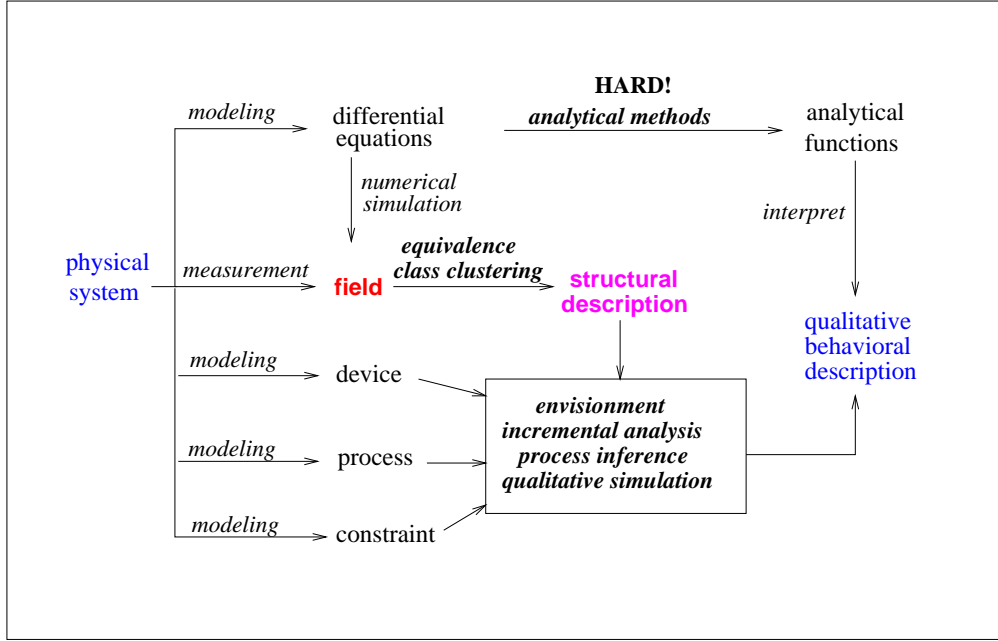 HARD!
modeling
differential
equations
analytical methods
analytical
functions
numerical
simulation
interpret
physical
system
measurement
field
equivalence
class clustering
structural
description
qualitative
behavioral
description
modeling
device
envisionment
incremental analysis
process inference
qualitative simulation
modeling
process
modeling
constraint